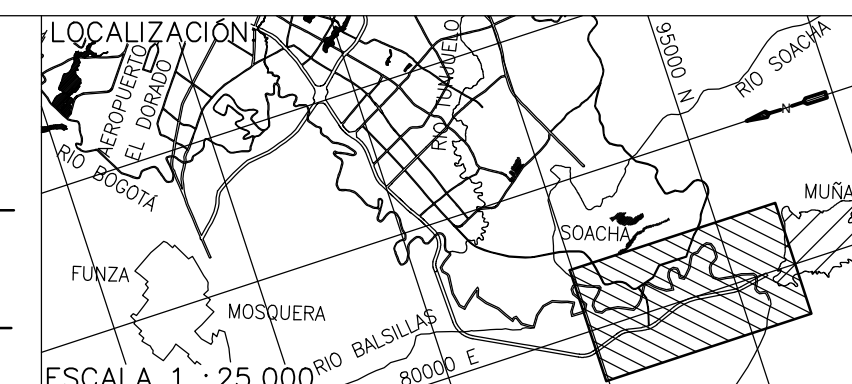 LOCALIZACIÓN:
AEROPUERTO
EL DORADO
RIO BOGOTÁ
RIO TUNJUELO
95000 N
RIO SOACHA
N
MUÑA
SOACHA
FUNZA
MOSQUERA
RIO BALSILLAS
80000 E
ESCALA 1 : 25.000